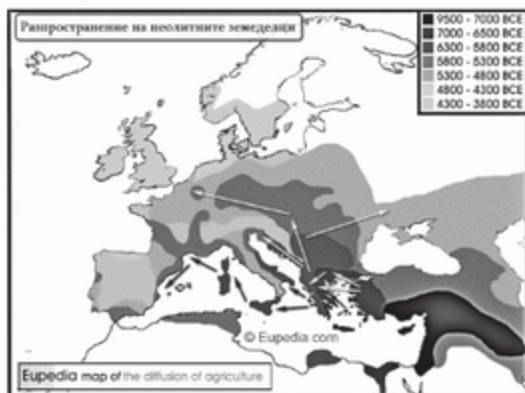 Разпространение на неолитните земеделци
9500 - 7000 BCE
7000 - 6500 BCE
6300 - 5800 BCE
5800 - 5300 BCE
5300 - 4800 BCE
4800 - 4300 BCE
4300 - 3800 BCE
© Eupedia.com
Eupedia map of the diffusion of agriculture